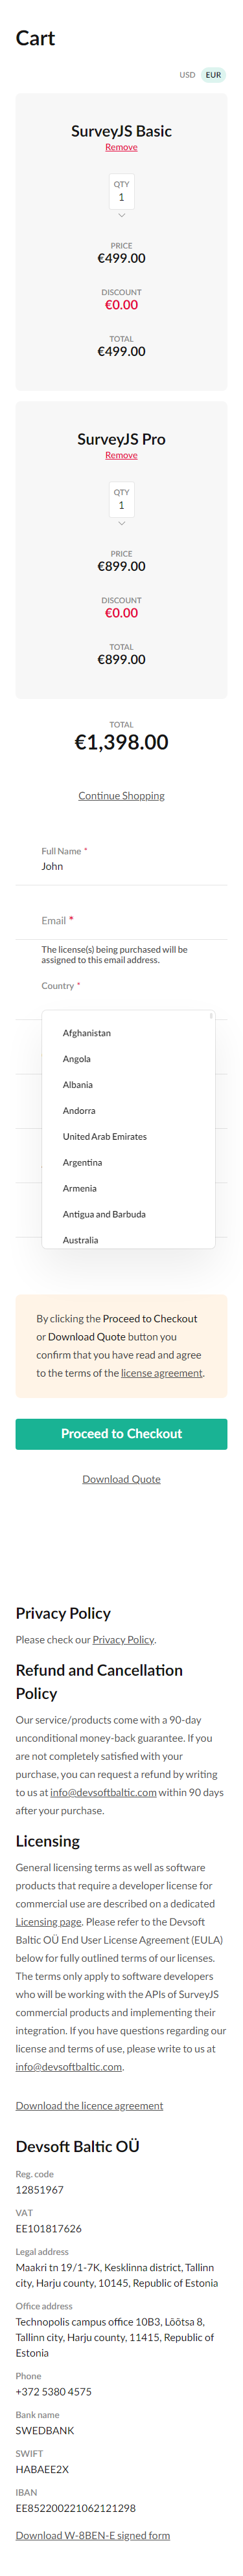 Cart
USD EUR
SurveyJS Basic
Remove
QTY
1
PRICE
€499.00
DISCOUNT
€0.00
TOTAL
€499.00
SurveyJS Pro
Remove
QTY
1
PRICE
€899.00
DISCOUNT
€0.00
TOTAL
€899.00
TOTAL
€1,398.00
Continue Shopping
Full Name *
John
Email *
The license(s) being purchased will be
assigned to this email address.
Country *
Afghanistan
Angola
Albania
Andorra
United Arab Emirates
Argentina
Armenia
Antigua and Barbuda
Australia
By clicking the Proceed to Checkout
or Download Quote button you
confirm that you have read and agree
to the terms of the license agreement.
Proceed to Checkout
Download Quote
Privacy Policy
Please check our Privacy Policy.
Refund and Cancellation
Policy
Our service/products come with a 90-day
unconditional money-back guarantee. If you
are not completely satisfied with your
purchase, you can request a refund by writing
to us at info@devsoftbaltic.com within 90 days
after your purchase.
Licensing
General licensing terms as well as software
products that require a developer license for
commercial use are described on a dedicated
Licensing page. Please refer to the Devsoft
Baltic OÜ End User License Agreement (EULA)
below for fully outlined terms of our licenses.
The terms only apply to software developers
who will be working with the APIs of SurveyJS
commercial products and implementing their
integration. If you have questions regarding our
license and terms of use, please write to us at
info@devsoftbaltic.com.
Download the licence agreement
Devsoft Baltic OÜ
Reg. code
12851967
VAT
EE101817626
Legal address
Maakri tn 19/1-7K, Kesklinna district, Tallinn
city, Harju county, 10145, Republic of Estonia
Office address
Technopolis campus office 10B3, Lõõtsa 8,
Tallinn city, Harju county, 11415, Republic of
Estonia
Phone
+372 5380 4575
Bank name
SWEDBANK
SWIFT
HABAEE2X
IBAN
EE852200221062121298
Download W-8BEN-E signed form